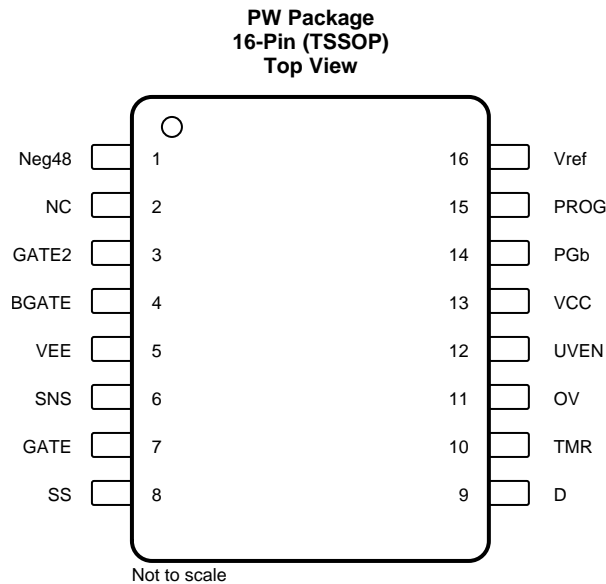 PW Package
16-Pin (TSSOP)
Top View
Neg48 1 16 Vref
NC 2 15 PROG
GATE2 3 14 PGb
BGATE 4 13 VCC
VEE 5 12 UVEN
SNS 6 11 OV
GATE 7 10 TMR
SS 8 9 D
Not to scale